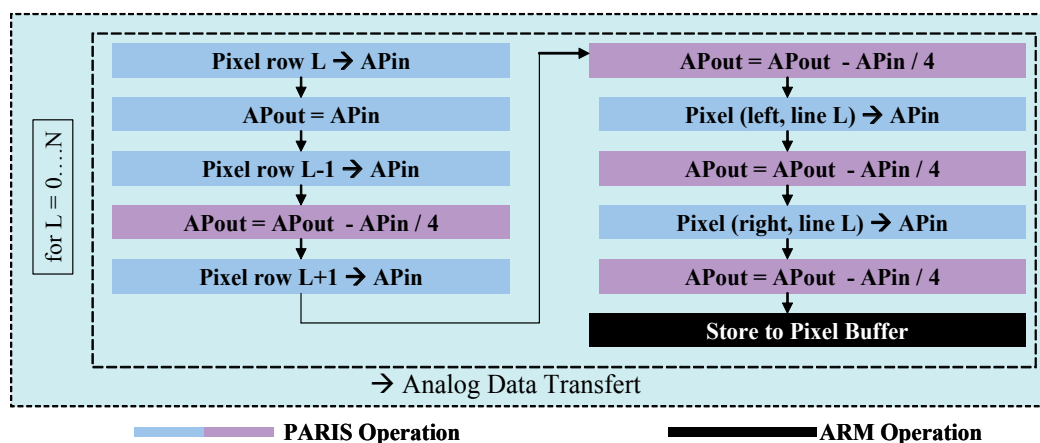 for L = 0….N
Pixel row L → APin
APout = APin
Pixel row L-1 → APin
APout = APout - APin / 4
Pixel row L+1 → APin
APout = APout - APin / 4
Pixel (left, line L) → APin
APout = APout - APin / 4
Pixel (right, line L) → APin
APout = APout - APin / 4
Store to Pixel Buffer
→ Analog Data Transfert
PARIS Operation
ARM Operation